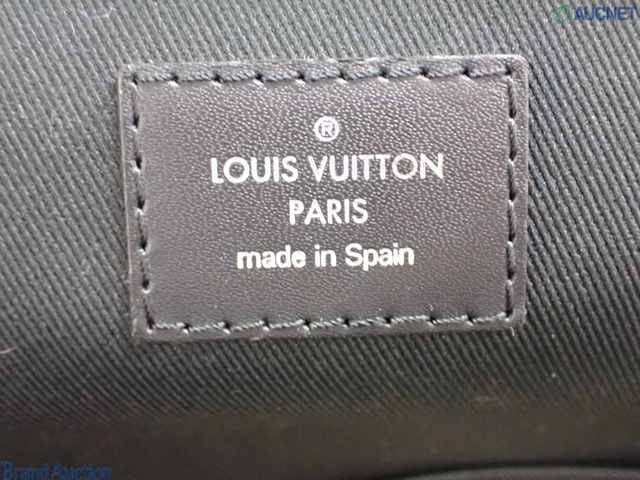 AUCNET
®
LOUIS VUITTON
PARIS
made in Spain
Brand Auction